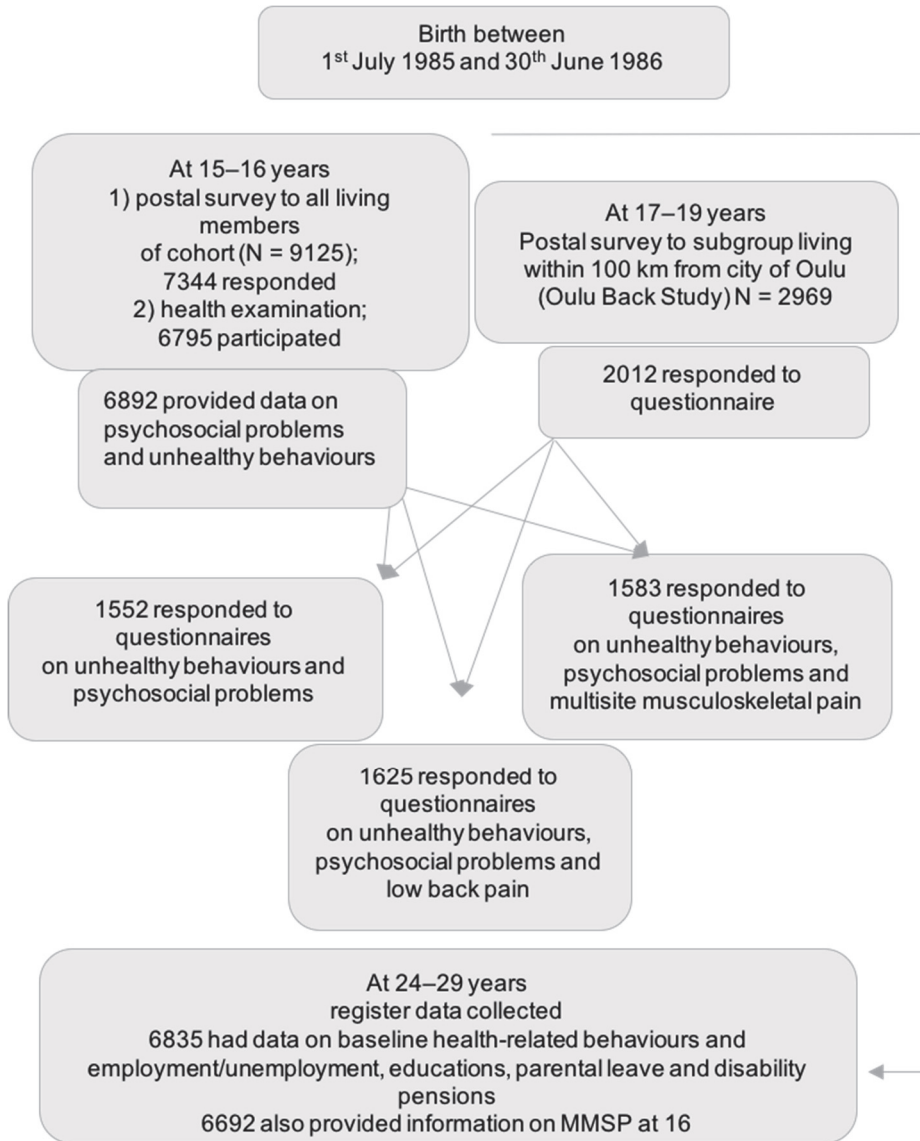 Birth between
1st July 1985 and 30th June 1986
At 15–16 years
1) postal survey to all living
members
of cohort (N = 9125);
7344 responded
2) health examination;
6795 participated
At 17–19 years
Postal survey to subgroup living
within 100 km from city of Oulu
(Oulu Back Study) N = 2969
6892 provided data on
psychosocial problems
and unhealthy behaviours
2012 responded to
questionnaire
1552 responded to
questionnaires
on unhealthy behaviours and
psychosocial problems
1583 responded to
questionnaires
on unhealthy behaviours,
psychosocial problems and
multisite musculoskeletal pain
1625 responded to
questionnaires
on unhealthy behaviours,
psychosocial problems and
low back pain
At 24–29 years
register data collected
6835 had data on baseline health-related behaviours and
employment/unemployment, educations, parental leave and disability
pensions
6692 also provided information on MMSP at 16